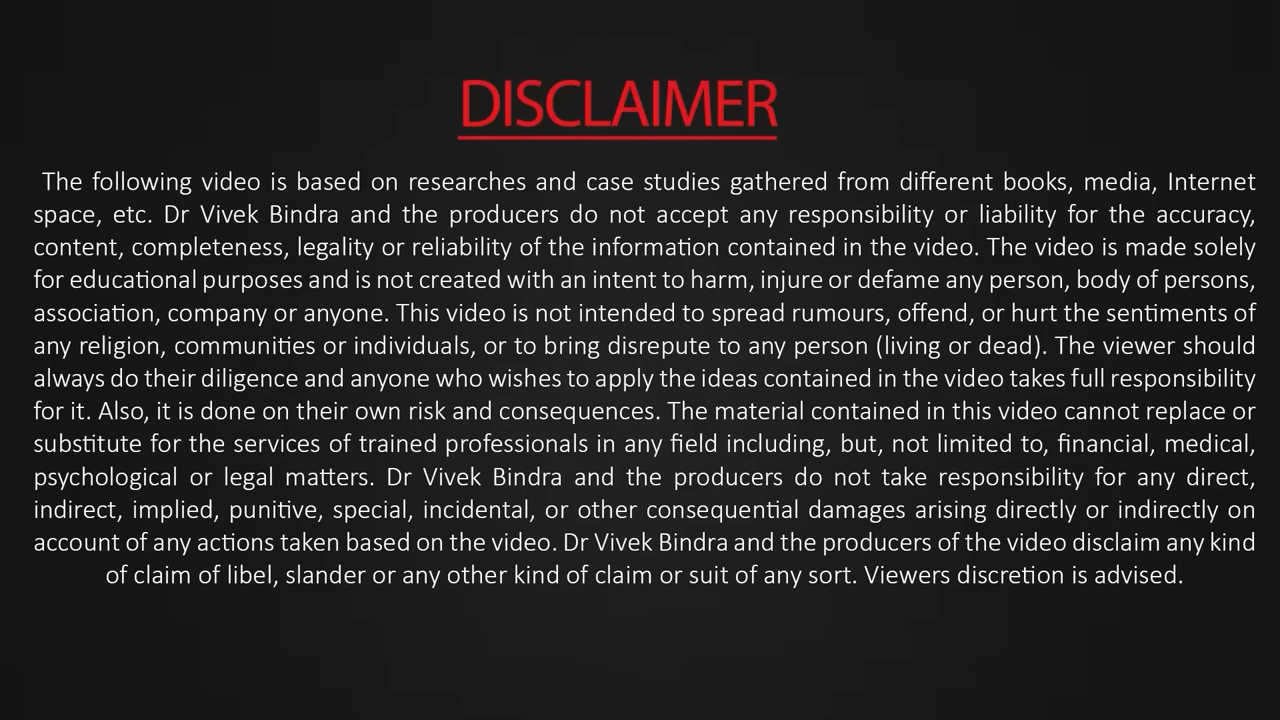 DISCLAIMER
The following video is based on researches and case studies gathered from different books, media, Internet
space, etc. Dr Vivek Bindra and the producers do not accept any responsibility or liability for the accuracy,
content, completeness, legality or reliability of the information contained in the video. The video is made solely
for educational purposes and is not created with an intent to harm, injure or defame any person, body of persons,
association, company or anyone. This video is not intended to spread rumours, offend, or hurt the sentiments of
any religion, communities or individuals, or to bring disrepute to any person (living or dead). The viewer should
always do their diligence and anyone who wishes to apply the ideas contained in the video takes full responsibility
for it. Also, it is done on their own risk and consequences. The material contained in this video cannot replace or
substitute for the services of trained professionals in any field including, but, not limited to, financial, medical,
psychological or legal matters. Dr Vivek Bindra and the producers do not take responsibility for any direct,
indirect, implied, punitive, special, incidental, or other consequential damages arising directly or indirectly on
account of any actions taken based on the video. Dr Vivek Bindra and the producers of the video disclaim any kind
of claim of libel, slander or any other kind of claim or suit of any sort. Viewers discretion is advised.